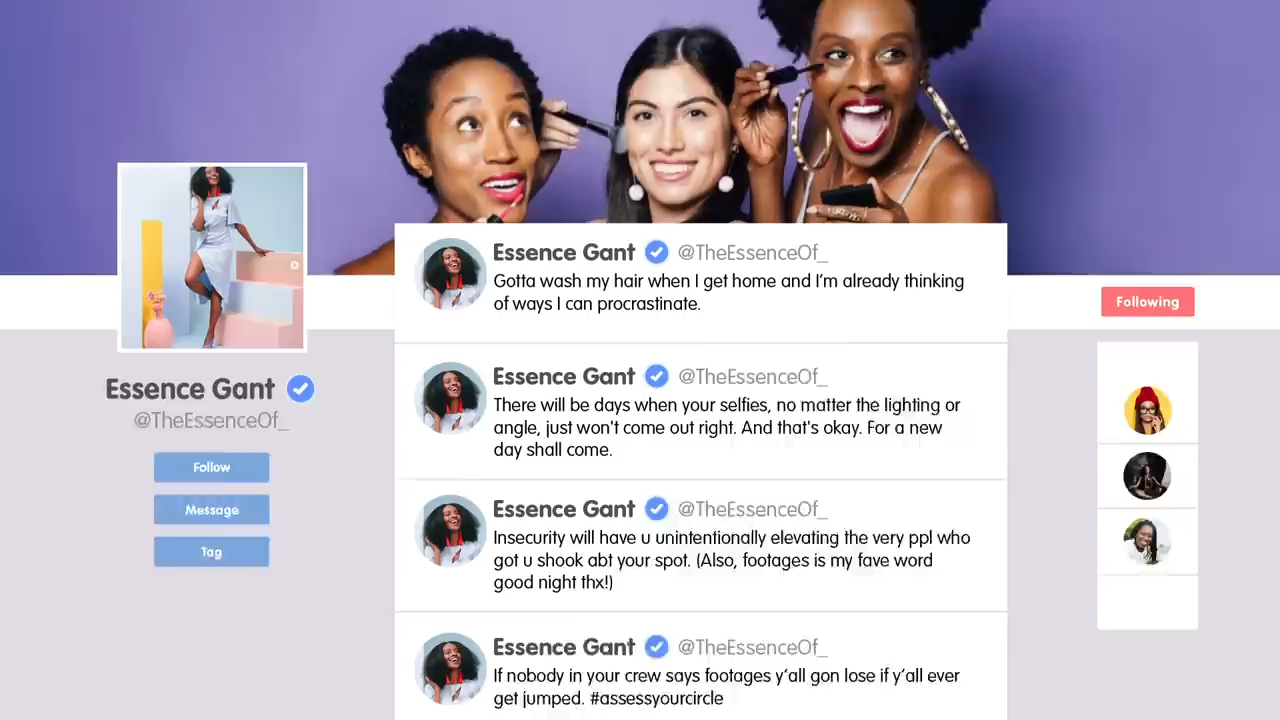 Essence Gant @TheEssenceOf_
Gotta wash my hair when I get home and I'm already thinking
of ways I can procrastinate.
Following
Essence Gant
@TheEssenceOf_
Follow
Message
Tag
Essence Gant @TheEssenceOf_
There will be days when your selfies, no matter the lighting or
angle, just won't come out right. And that's okay. For a new
day shall come.
Essence Gant @TheEssenceOf_
Insecurity will have u unintentionally elevating the very ppl who
got u shook abt your spot. (Also, footages is my fave word
good night thx!)
Essence Gant @TheEssenceOf_
If nobody in your crew says footages y'all gon lose if y'all ever
get jumped. #assessyourcircle